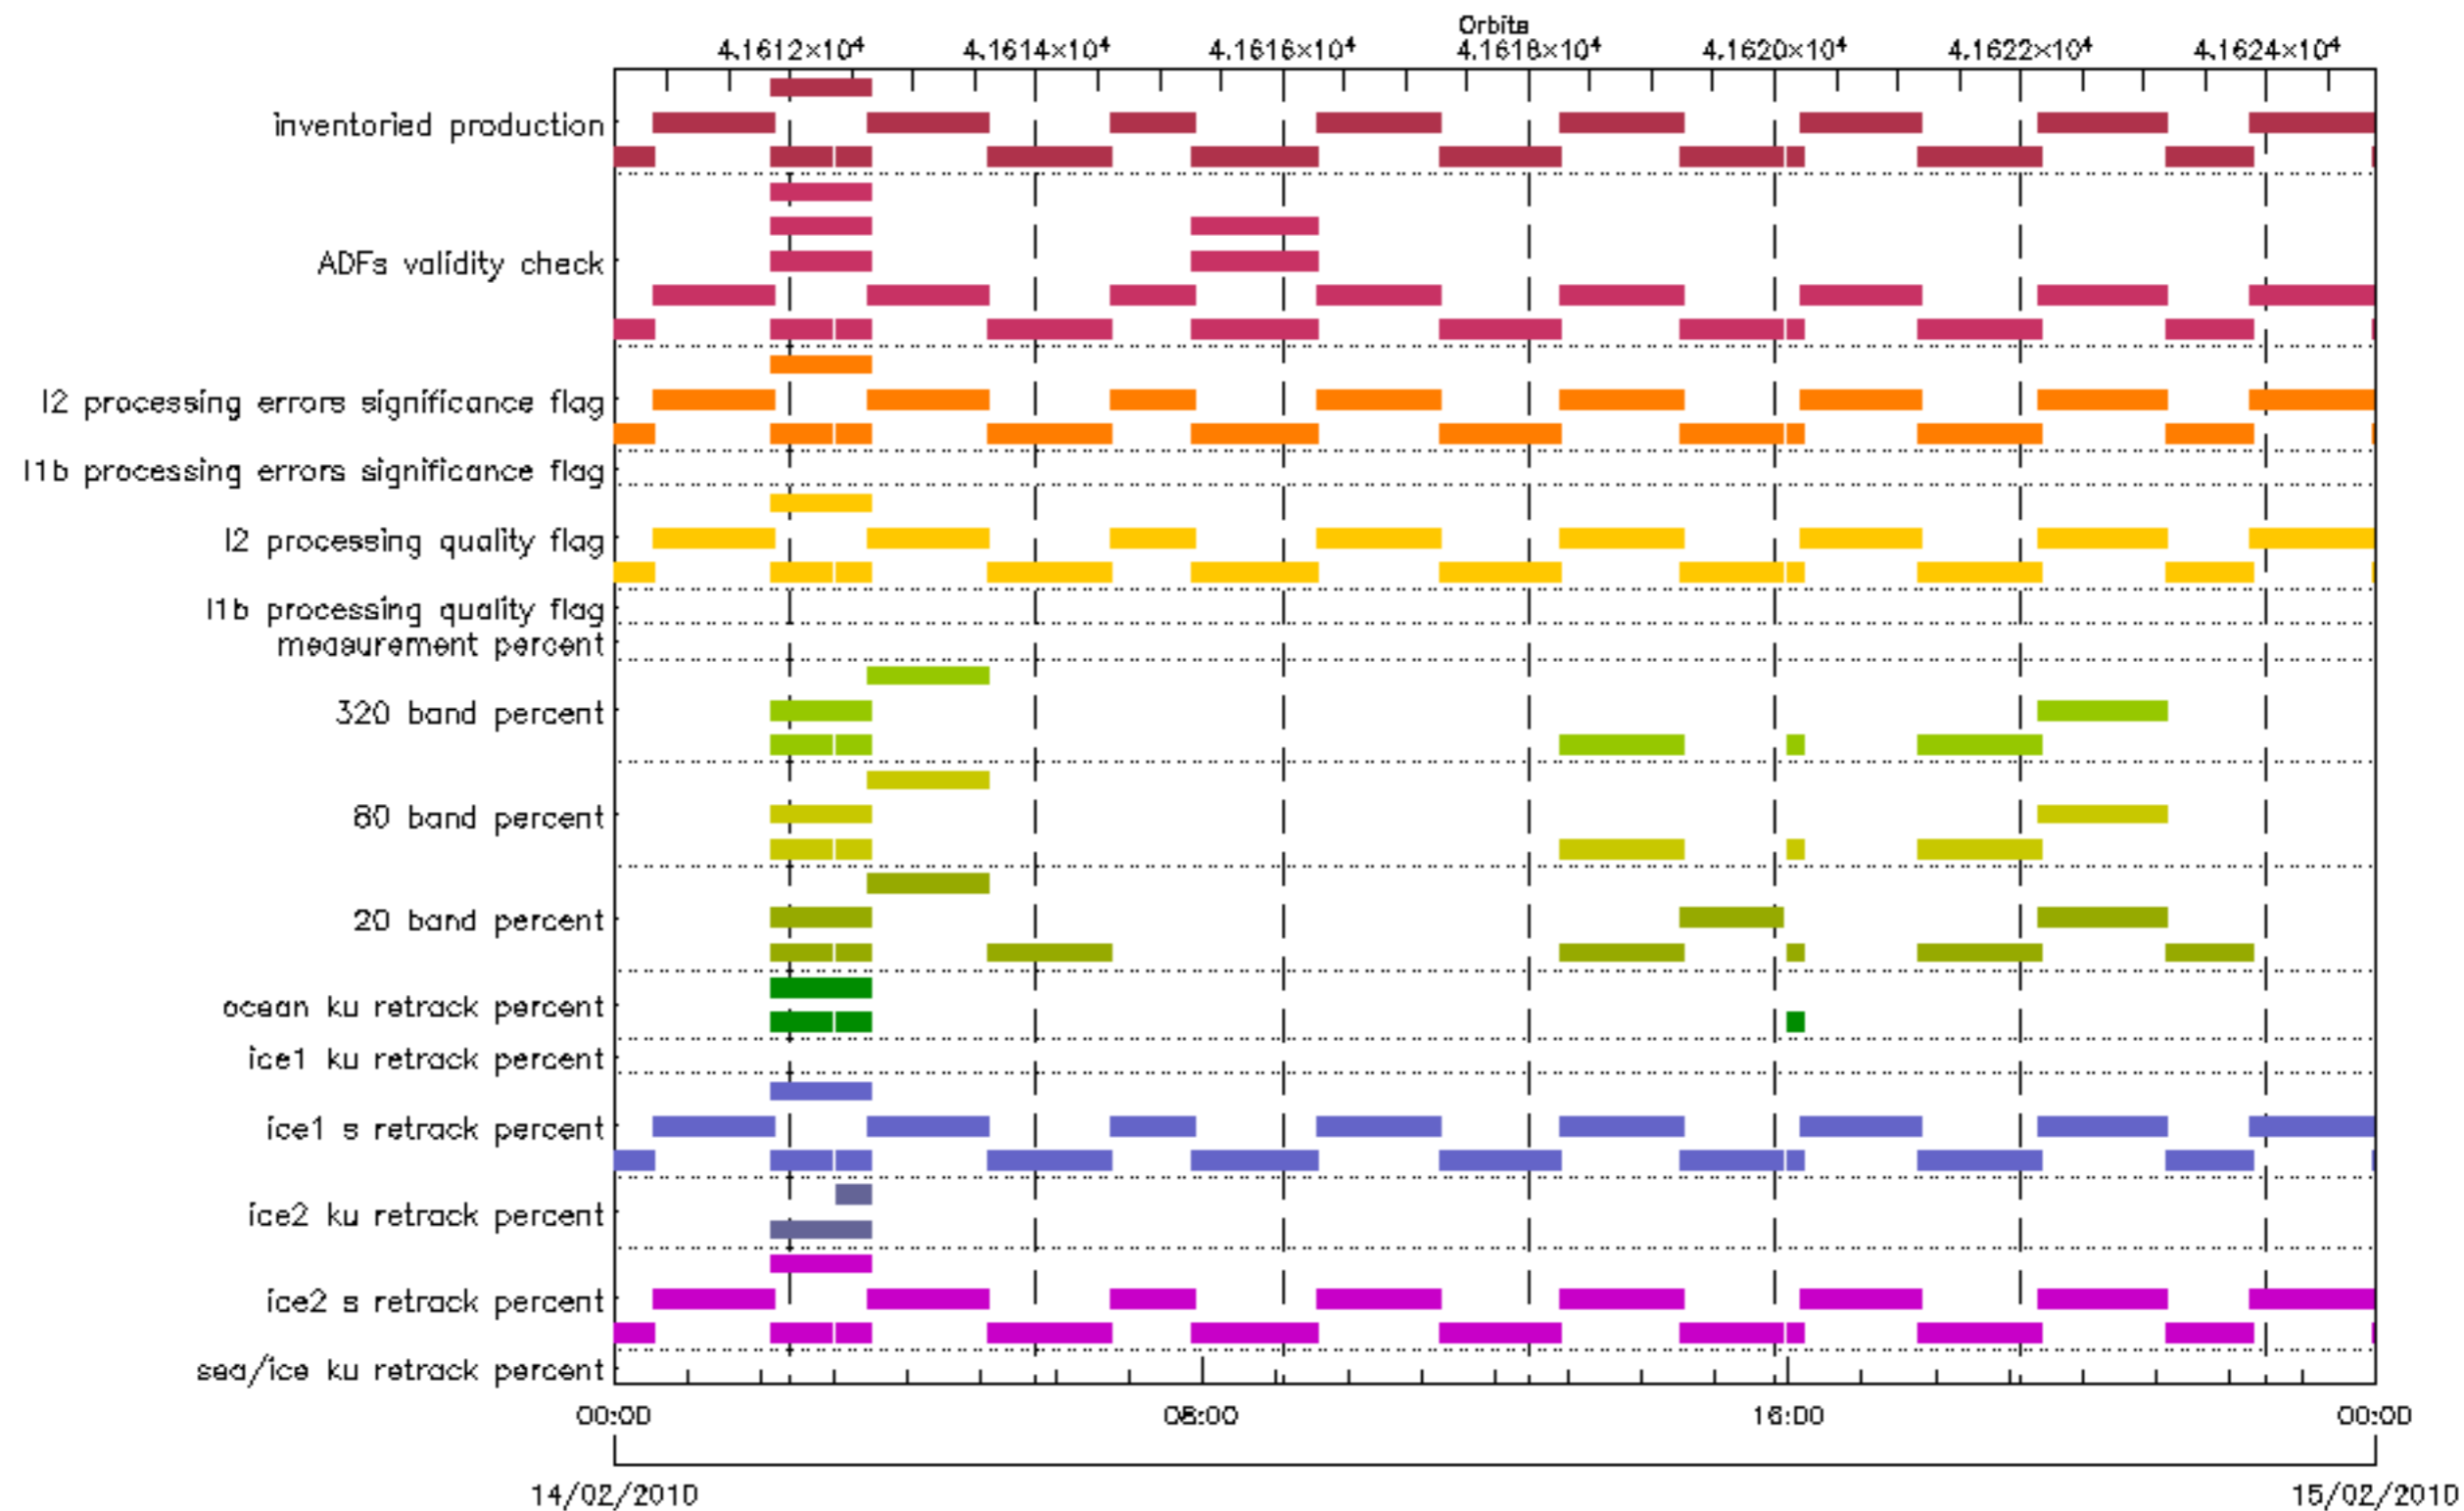 Orbits
4.1612×10⁴ 4.1614×10⁴ 4.1616×10⁴ 4.1618×10⁴ 4.1620×10⁴ 4.1622×10⁴ 4.1624×10⁴
inventoried production
ADFs validity check
l2 processing errors significance flag
l1b processing errors significance flag
l2 processing quality flag
l1b processing quality flag
measurement percent
320 band percent
80 band percent
20 band percent
ocean ku retrack percent
ice1 ku retrack percent
ice1 s retrack percent
ice2 ku retrack percent
ice2 s retrack percent
sea/ice ku retrack percent
00:00 08:00 16:00 00:00
14/02/2010 15/02/2010